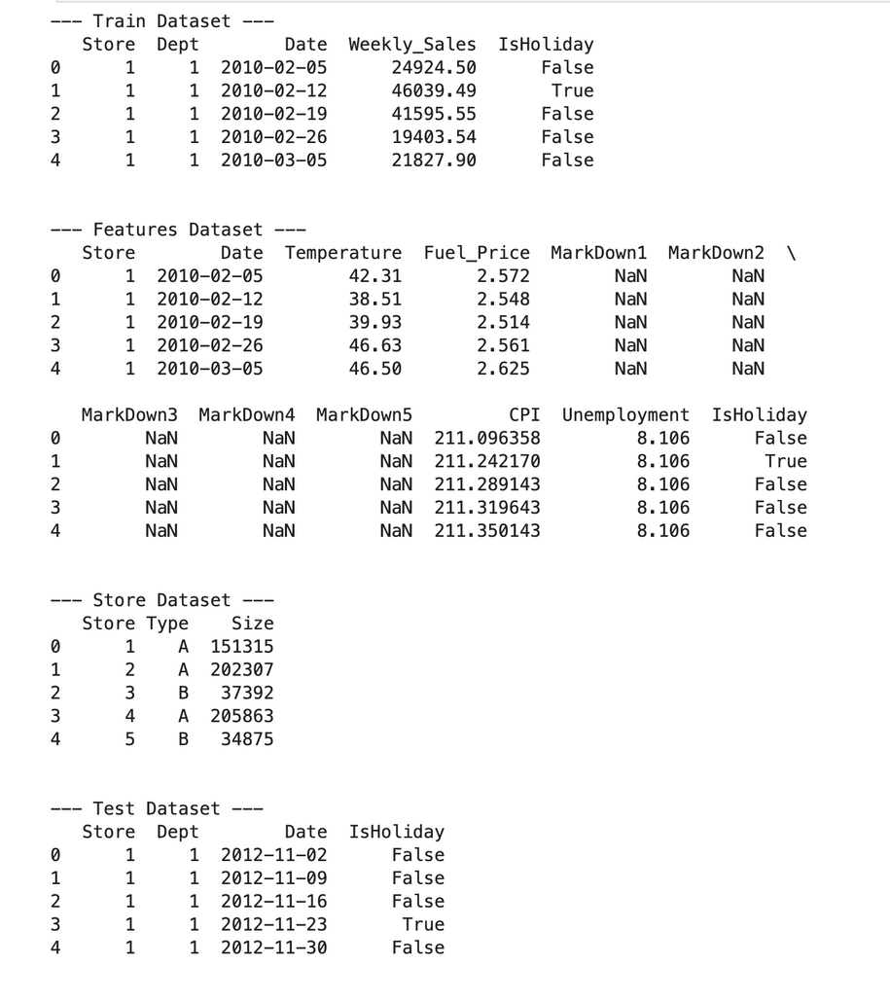 --- Train Dataset ---
   Store  Dept        Date  Weekly_Sales  IsHoliday
0      1     1  2010-02-05      24924.50      False
1      1     1  2010-02-12      46039.49       True
2      1     1  2010-02-19      41595.55      False
3      1     1  2010-02-26      19403.54      False
4      1     1  2010-03-05      21827.90      False
--- Features Dataset ---
   Store        Date  Temperature  Fuel_Price  MarkDown1  MarkDown2  \
0      1  2010-02-05        42.31       2.572        NaN        NaN
1      1  2010-02-12        38.51       2.548        NaN        NaN
2      1  2010-02-19        39.93       2.514        NaN        NaN
3      1  2010-02-26        46.63       2.561        NaN        NaN
4      1  2010-03-05        46.50       2.625        NaN        NaN
   MarkDown3  MarkDown4  MarkDown5         CPI  Unemployment  IsHoliday
0        NaN        NaN        NaN  211.096358         8.106      False
1        NaN        NaN        NaN  211.242170         8.106       True
2        NaN        NaN        NaN  211.289143         8.106      False
3        NaN        NaN        NaN  211.319643         8.106      False
4        NaN        NaN        NaN  211.350143         8.106      False
--- Store Dataset ---
   Store Type    Size
0      1    A  151315
1      2    A  202307
2      3    B   37392
3      4    A  205863
4      5    B   34875
--- Test Dataset ---
   Store  Dept        Date  IsHoliday
0      1     1  2012-11-02      False
1      1     1  2012-11-09      False
2      1     1  2012-11-16      False
3      1     1  2012-11-23       True
4      1     1  2012-11-30      False